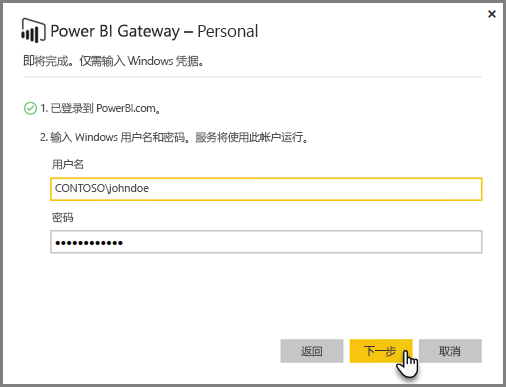 Power BI Gateway – Personal
即将完成。仅需输入 Windows 凭据。
1. 已登录到 PowerBI.com。
2. 输入 Windows 用户名和密码。服务将使用此帐户运行。
用户名
CONTOSO\johndoe
密码
••••••••••••
返回 下一步 取消